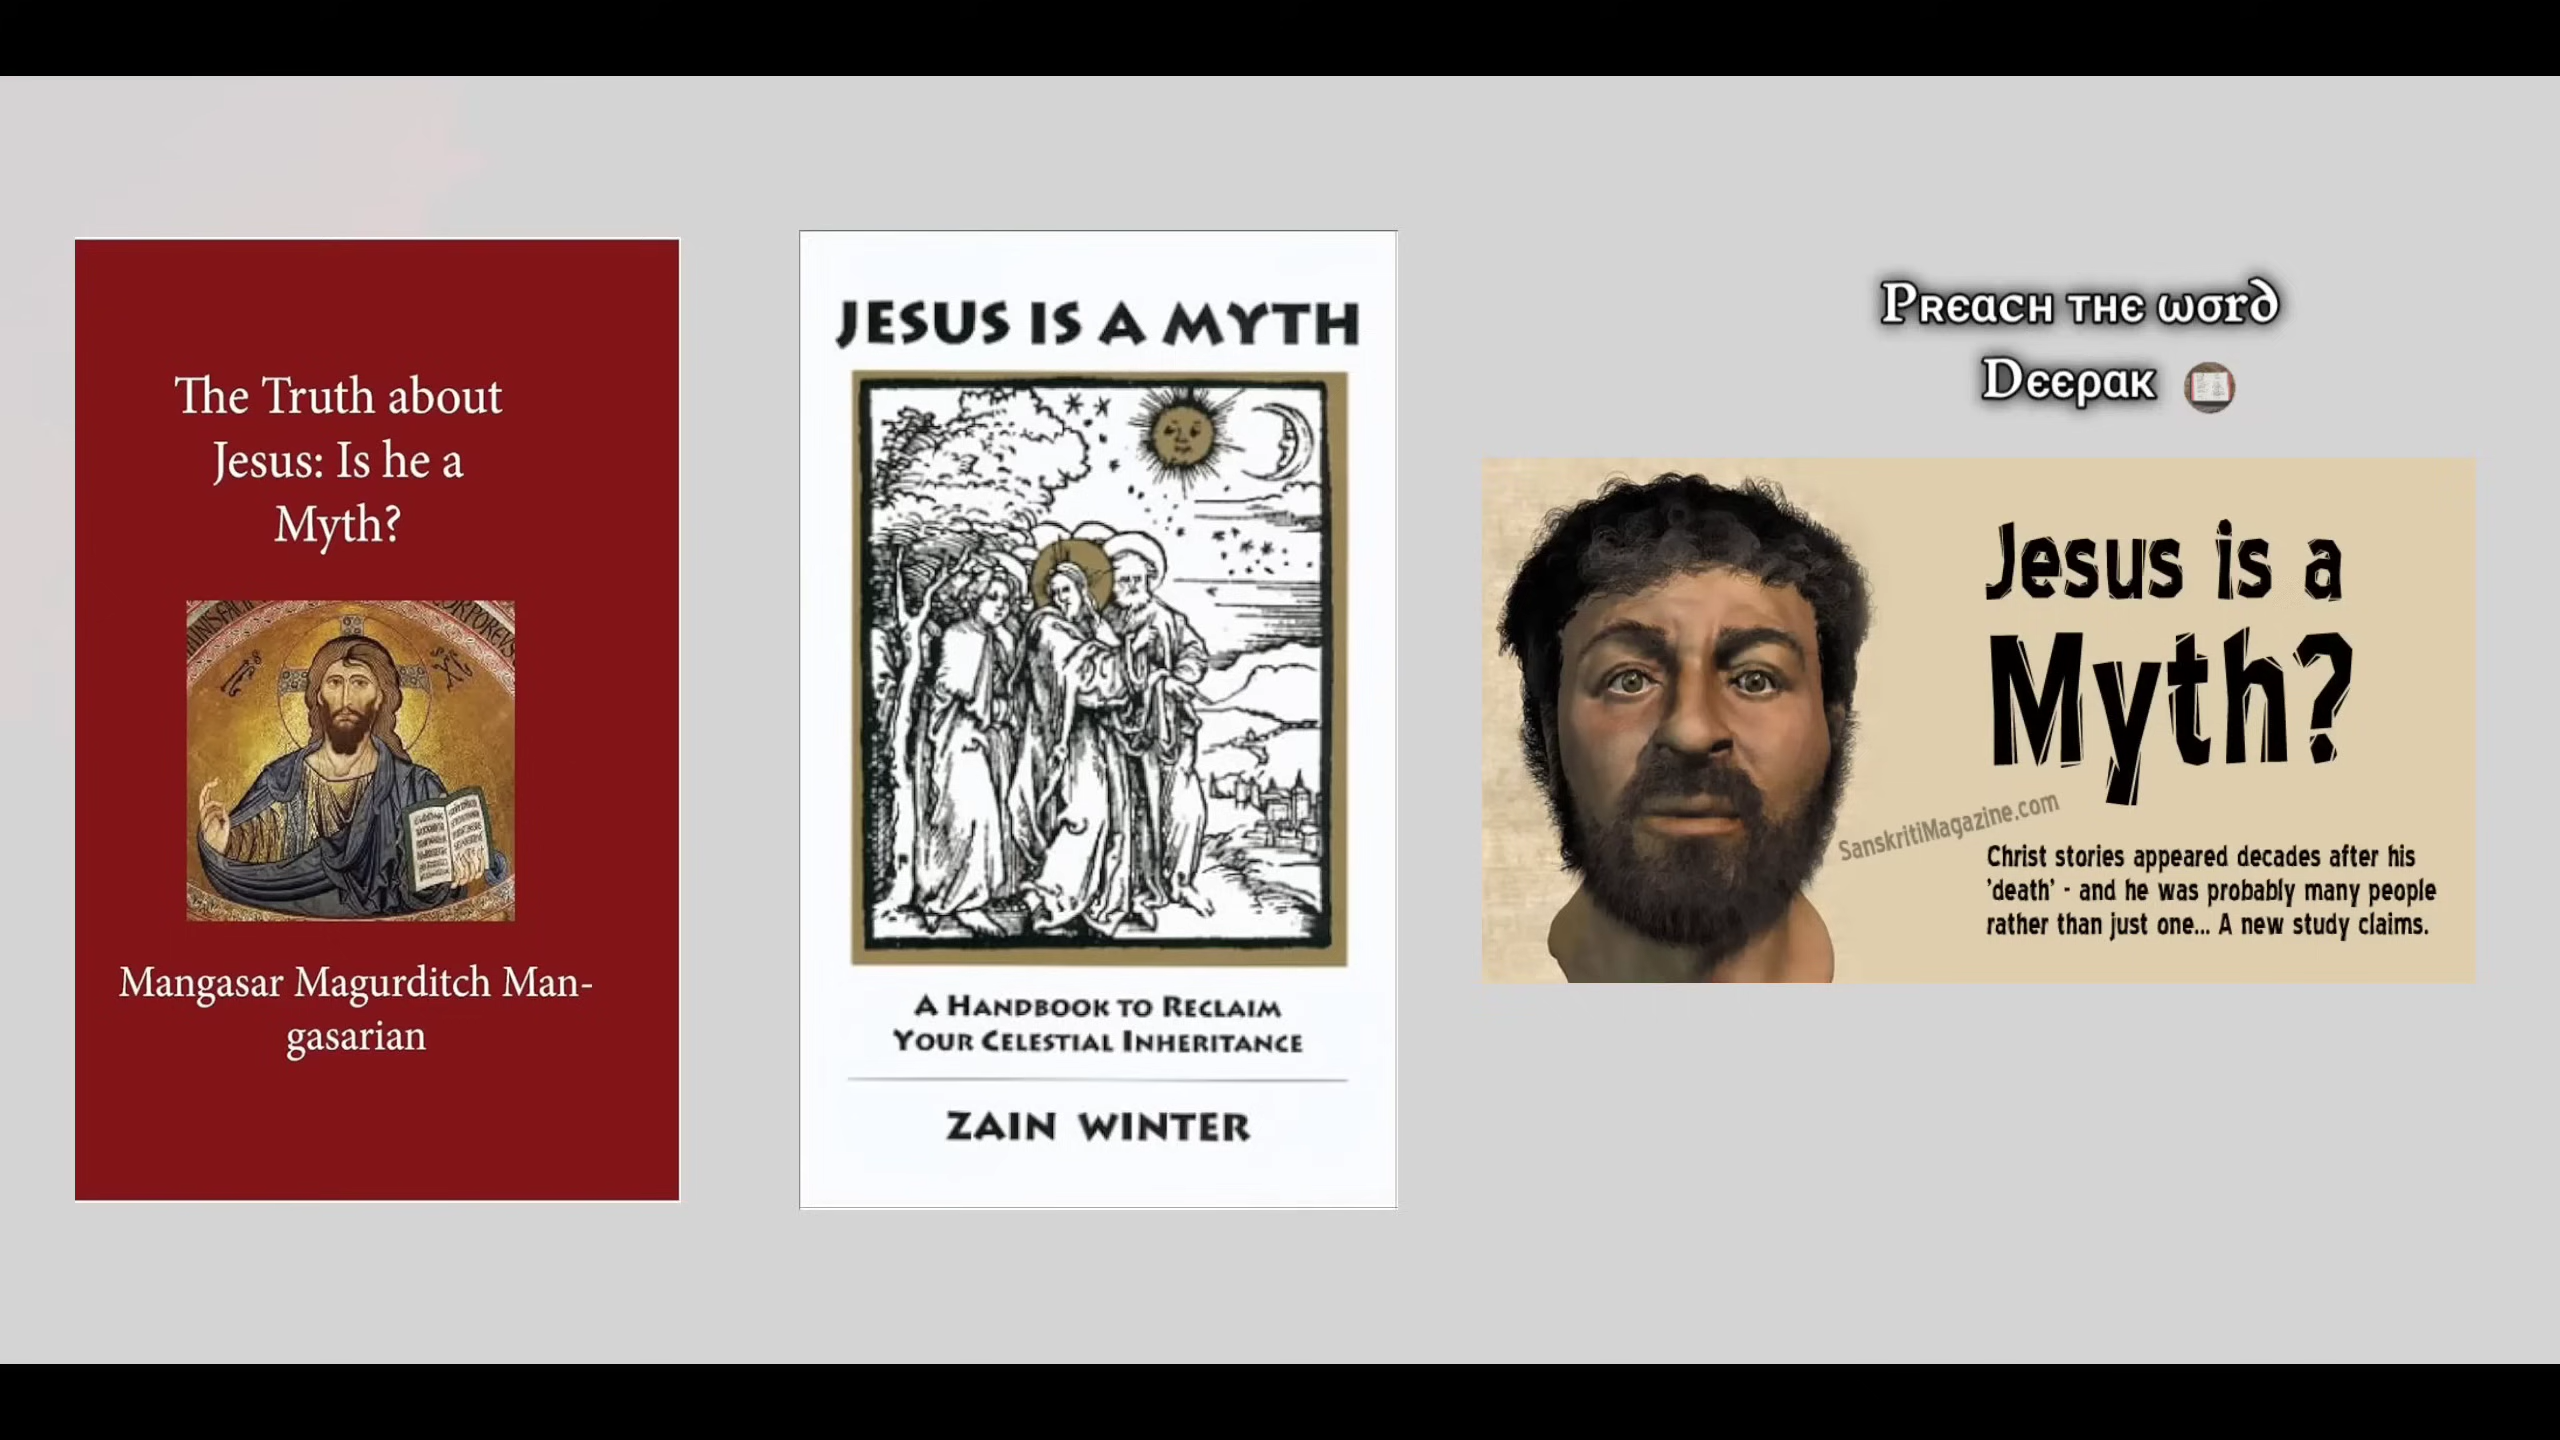 The Truth about
Jesus: Is he a
Myth?
Mangasar Magurditch Man-
gasarian
JESUS IS A MYTH
A HANDBOOK TO RECLAIM
YOUR CELESTIAL INHERITANCE
ZAIN WINTER
Preach the word
Deepak
Jesus is a
Myth?
SanskritiMagazine.com
Christ stories appeared decades after his
'death' - and he was probably many people
rather than just one... A new study claims.